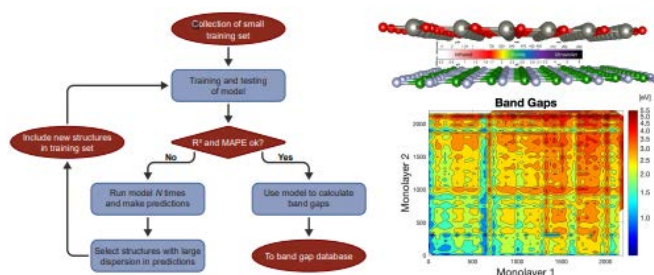 Collection of small
training set
Training and testing
of model
Include new structures
in training set
R² and MAPE ok?
No
Yes
Run model N times
and make predictions
Use model to calculate
band gaps
Select structures with large
dispersion in predictions
To band gap database
Band Gaps
[eV]
5.5
5.0
4.5
4.0
3.5
3.0
2.5
2.0
1.5
1.0
Monolayer 2
2000
1500
1000
500
0
0
500
1000
1500
2000
Monolayer 1